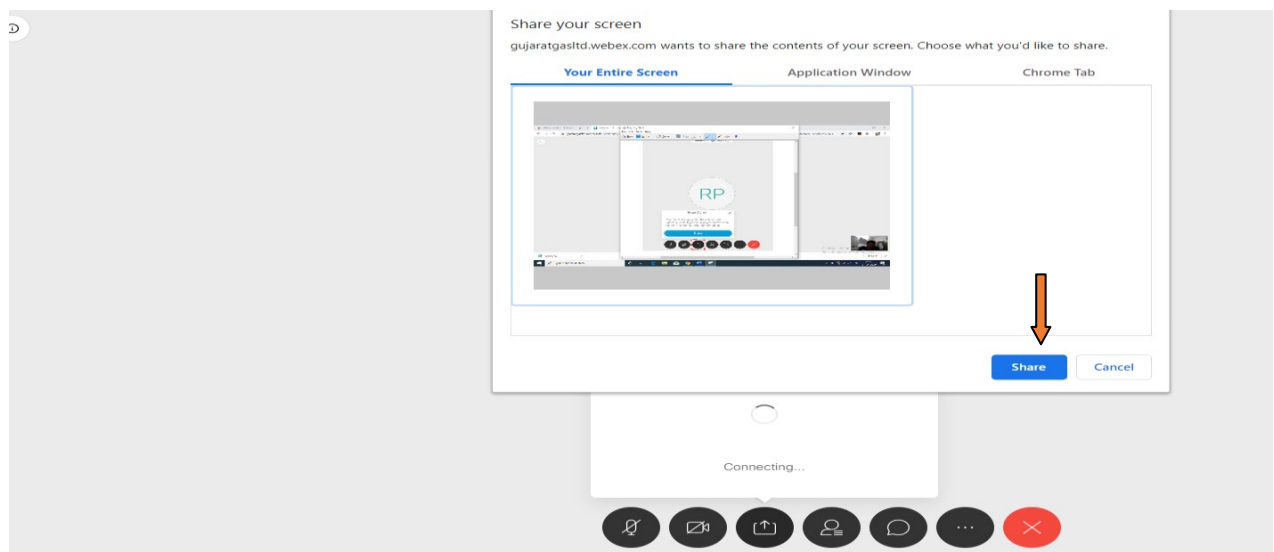 Share your screen
gujaratgasltd.webex.com wants to share the contents of your screen. Choose what you'd like to share.
Your Entire Screen Application Window Chrome Tab
RP
Share Cancel
Connecting...